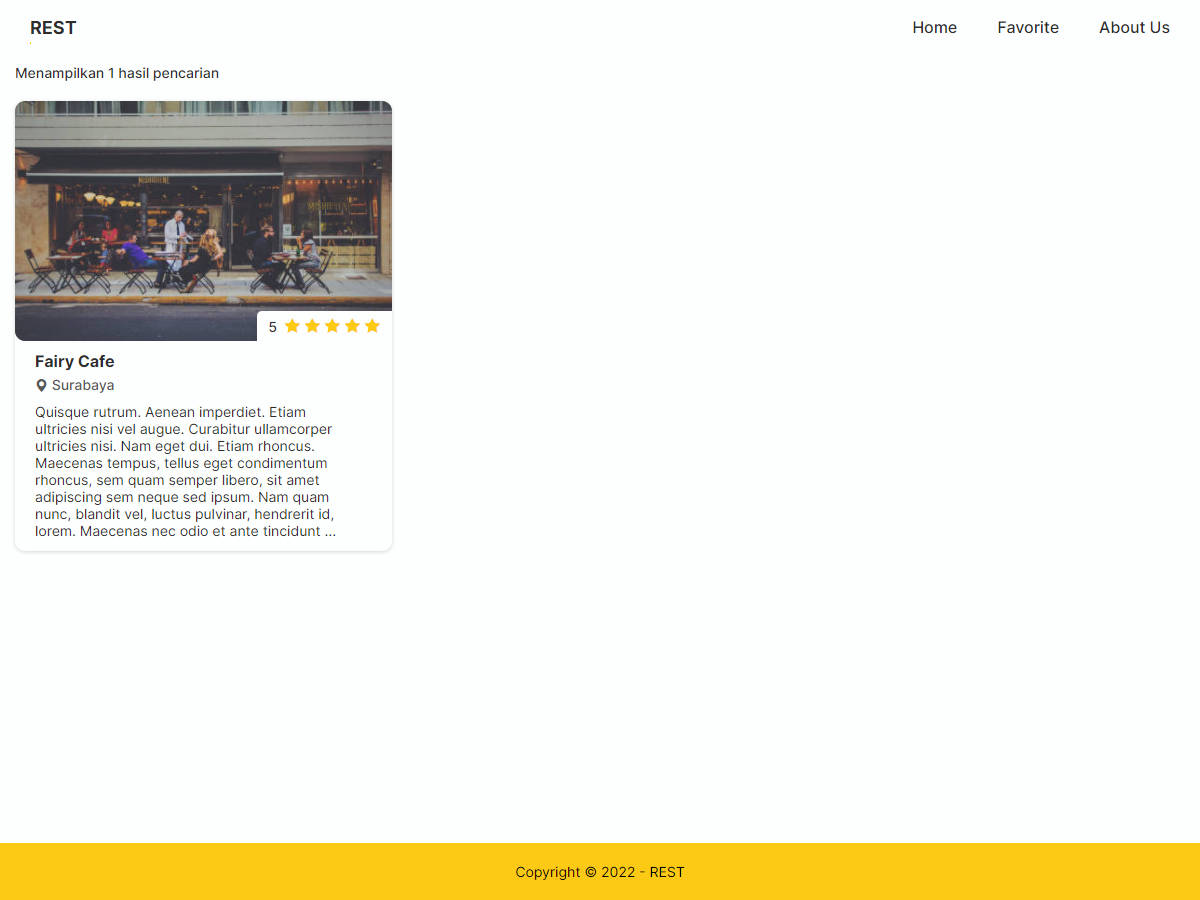 REST
Home Favorite About Us
Menampilkan 1 hasil pencarian
5
Fairy Cafe
Surabaya
Quisque rutrum. Aenean imperdiet. Etiam
ultricies nisi vel augue. Curabitur ullamcorper
ultricies nisi. Nam eget dui. Etiam rhoncus.
Maecenas tempus, tellus eget condimentum
rhoncus, sem quam semper libero, sit amet
adipiscing sem neque sed ipsum. Nam quam
nunc, blandit vel, luctus pulvinar, hendrerit id,
lorem. Maecenas nec odio et ante tincidunt ...
Copyright © 2022 - REST